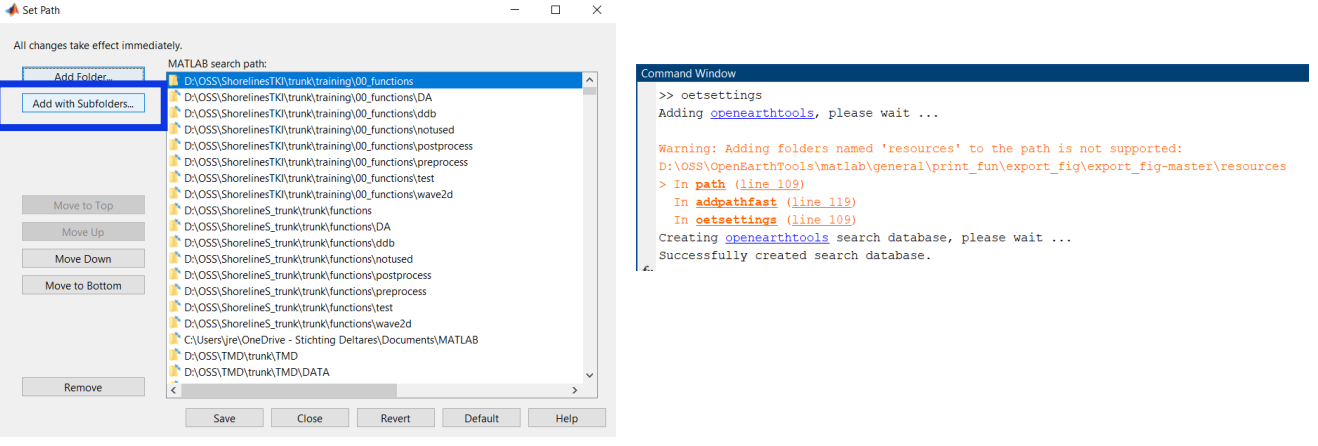 Set Path
All changes take effect immediately.
MATLAB search path:
Add Folder...
Add with Subfolders...
Move to Top
Move Up
Move Down
Move to Bottom
Remove
D:\OSS\ShorelinesTKI\trunk\training\00_functions
D:\OSS\ShorelinesTKI\trunk\training\00_functions\DA
D:\OSS\ShorelinesTKI\trunk\training\00_functions\ddb
D:\OSS\ShorelinesTKI\trunk\training\00_functions\notused
D:\OSS\ShorelinesTKI\trunk\training\00_functions\postprocess
D:\OSS\ShorelinesTKI\trunk\training\00_functions\preprocess
D:\OSS\ShorelinesTKI\trunk\training\00_functions\test
D:\OSS\ShorelinesTKI\trunk\training\00_functions\wave2d
D:\OSS\ShorelineS_trunk\trunk\functions
D:\OSS\ShorelineS_trunk\trunk\functions\DA
D:\OSS\ShorelineS_trunk\trunk\functions\ddb
D:\OSS\ShorelineS_trunk\trunk\functions\notused
D:\OSS\ShorelineS_trunk\trunk\functions\postprocess
D:\OSS\ShorelineS_trunk\trunk\functions\preprocess
D:\OSS\ShorelineS_trunk\trunk\functions\test
D:\OSS\ShorelineS_trunk\trunk\functions\wave2d
C:\Users\jre\OneDrive - Stichting Deltares\Documents\MATLAB
D:\OSS\TMD\trunk\TMD
D:\OSS\TMD\trunk\TMD\DATA
Save
Close
Revert
Default
Help
Command Window
>> oetsettings
Adding openearthtools, please wait ...
Warning: Adding folders named 'resources' to the path is not supported:
D:\OSS\OpenEarthTools\matlab\general\print_fun\export_fig\export_fig-master\resources
> In path (line 109)
In addpathfast (line 119)
In oetsettings (line 109)
Creating openearthtools search database, please wait ...
Successfully created search database.